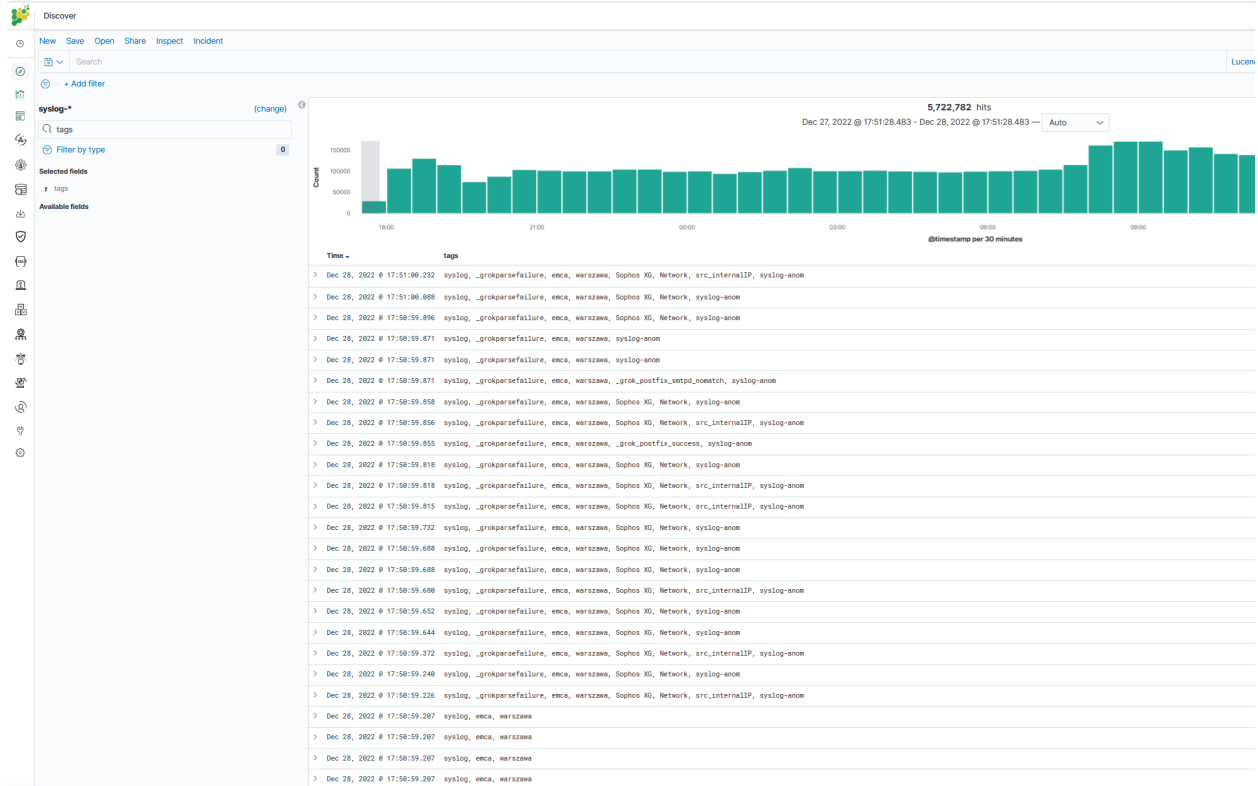 Discover
New Save Open Share Inspect Incident
Search
+ Add filter
syslog-*
(change)
tags
Filter by type
0
Selected fields
t tags
Available fields
5,722,782 hits
Dec 27, 2022 @ 17:51:28.483 - Dec 28, 2022 @ 17:51:28.483 — Auto
Count
150000
100000
50000
0
18:00 21:00 00:00 03:00 06:00 09:00
@timestamp per 30 minutes
Time tags
Dec 28, 2022 @ 17:51:00.232 syslog, _grokparsefailure, emca, warszawa, Sophos XG, Network, src_internalIP, syslog-anom
Dec 28, 2022 @ 17:51:00.088 syslog, _grokparsefailure, emca, warszawa, Sophos XG, Network, syslog-anom
Dec 28, 2022 @ 17:50:59.896 syslog, _grokparsefailure, emca, warszawa, Sophos XG, Network, syslog-anom
Dec 28, 2022 @ 17:50:59.871 syslog, _grokparsefailure, emca, warszawa, syslog-anom
Dec 28, 2022 @ 17:50:59.871 syslog, _grokparsefailure, emca, warszawa, syslog-anom
Dec 28, 2022 @ 17:50:59.871 syslog, _grokparsefailure, emca, warszawa, _grok_postfix_smtpd_nomatch, syslog-anom
Dec 28, 2022 @ 17:50:59.858 syslog, _grokparsefailure, emca, warszawa, Sophos XG, Network, syslog-anom
Dec 28, 2022 @ 17:50:59.856 syslog, _grokparsefailure, emca, warszawa, Sophos XG, Network, src_internalIP, syslog-anom
Dec 28, 2022 @ 17:50:59.855 syslog, _grokparsefailure, emca, warszawa, _grok_postfix_success, syslog-anom
Dec 28, 2022 @ 17:50:59.818 syslog, _grokparsefailure, emca, warszawa, Sophos XG, Network, syslog-anom
Dec 28, 2022 @ 17:50:59.818 syslog, _grokparsefailure, emca, warszawa, Sophos XG, Network, src_internalIP, syslog-anom
Dec 28, 2022 @ 17:50:59.815 syslog, _grokparsefailure, emca, warszawa, Sophos XG, Network, src_internalIP, syslog-anom
Dec 28, 2022 @ 17:50:59.732 syslog, _grokparsefailure, emca, warszawa, Sophos XG, Network, syslog-anom
Dec 28, 2022 @ 17:50:59.688 syslog, _grokparsefailure, emca, warszawa, Sophos XG, Network, syslog-anom
Dec 28, 2022 @ 17:50:59.688 syslog, _grokparsefailure, emca, warszawa, Sophos XG, Network, syslog-anom
Dec 28, 2022 @ 17:50:59.680 syslog, _grokparsefailure, emca, warszawa, Sophos XG, Network, src_internalIP, syslog-anom
Dec 28, 2022 @ 17:50:59.652 syslog, _grokparsefailure, emca, warszawa, Sophos XG, Network, syslog-anom
Dec 28, 2022 @ 17:50:59.644 syslog, _grokparsefailure, emca, warszawa, Sophos XG, Network, syslog-anom
Dec 28, 2022 @ 17:50:59.372 syslog, _grokparsefailure, emca, warszawa, Sophos XG, Network, src_internalIP, syslog-anom
Dec 28, 2022 @ 17:50:59.240 syslog, _grokparsefailure, emca, warszawa, Sophos XG, Network, syslog-anom
Dec 28, 2022 @ 17:50:59.226 syslog, _grokparsefailure, emca, warszawa, Sophos XG, Network, src_internalIP, syslog-anom
Dec 28, 2022 @ 17:50:59.207 syslog, emca, warszawa
Dec 28, 2022 @ 17:50:59.207 syslog, emca, warszawa
Dec 28, 2022 @ 17:50:59.207 syslog, emca, warszawa
Dec 28, 2022 @ 17:50:59.207 syslog, emca, warszawa